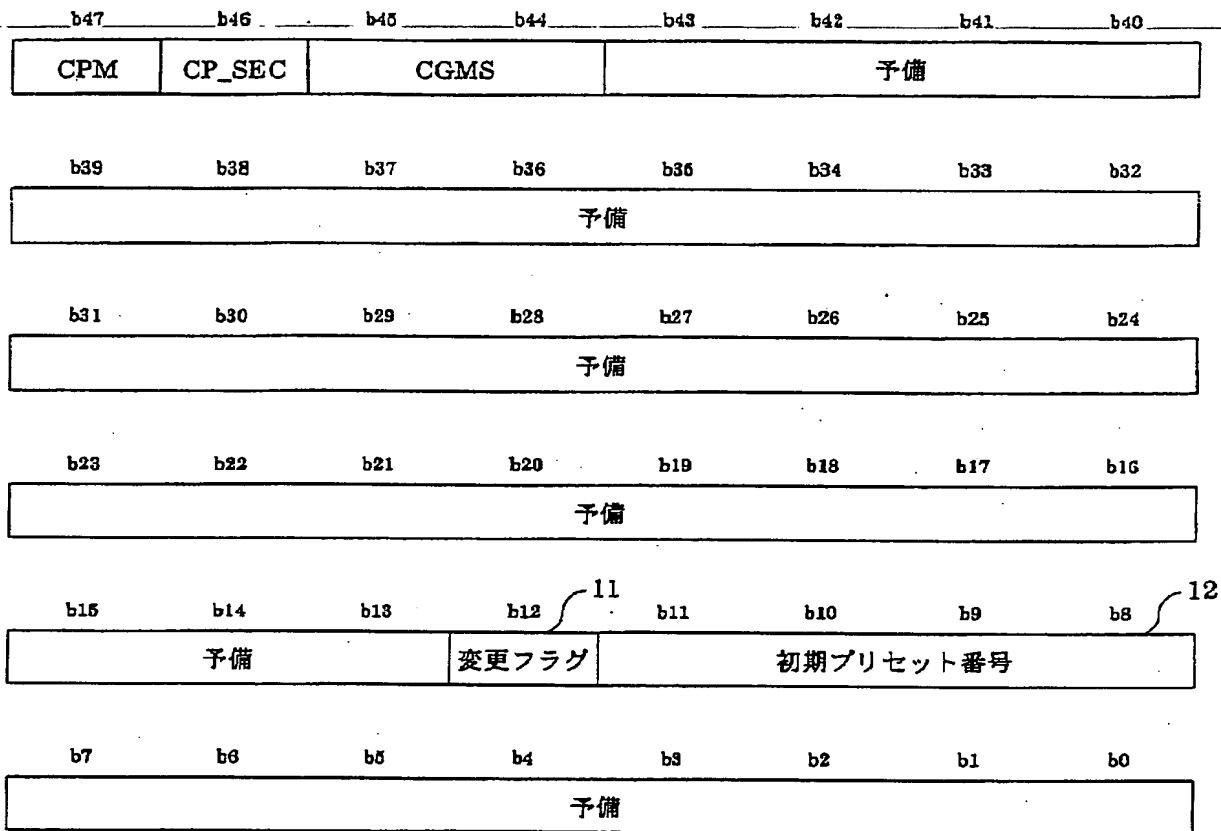 b47 b46 b45 b44 b43 b42 b41 b40
CPM CP_SEC CGMS 予備
b39 b38 b37 b36 b35 b34 b33 b32
予備
b31 b30 b29 b28 b27 b26 b25 b24
予備
b23 b22 b21 b20 b19 b18 b17 b16
予備
11 12
b15 b14 b13 b12 b11 b10 b9 b8
予備 変更フラグ 初期プリセット番号
b7 b6 b5 b4 b3 b2 b1 b0
予備